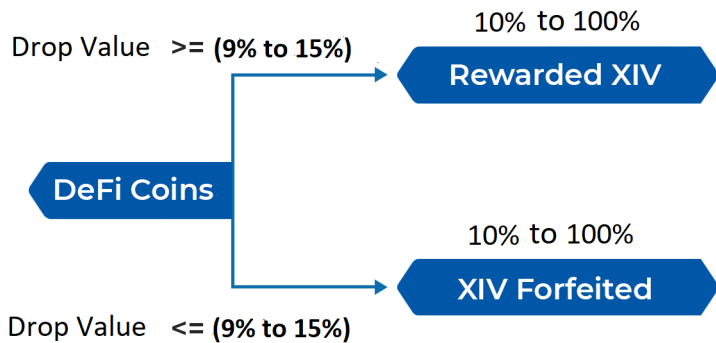 10% to 100%
Drop Value >= (9% to 15%)
Rewarded XIV
DeFi Coins
10% to 100%
XIV Forfeited
Drop Value <= (9% to 15%)